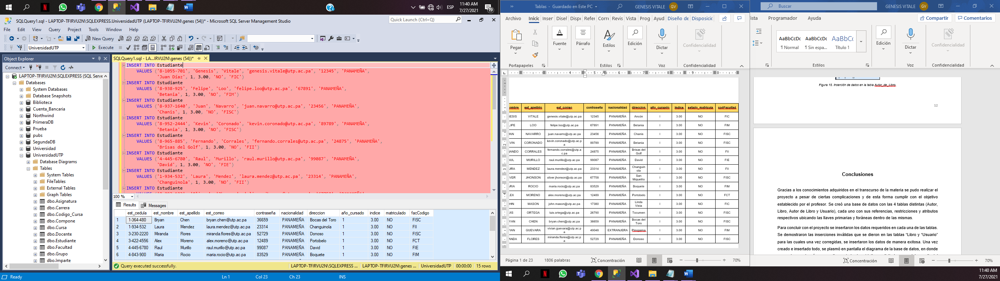 ESP
11:40 AM
7/27/2021
19
SQLQuery1.sql - LAPTOP-TFIRVU2N\SQLEXPRESS.UniversidadUTP (LAPTOP-TFIRVU2N\genes (54))* - Microsoft SQL Server Management Studio
Quick Launch (Ctrl+Q)
File Edit View Query Project Tools Window Help
New Query
UniversidadUTP
Execute
Object Explorer
Connect
LAPTOP-TFIRVU2N\SQLEXPRESS (SQL Serve
Databases
System Databases
Database Snapshots
Biblioteca
Cuenta_Bancaria
Northwind
PrimeraDB
Prueba
pubs
SegundaDB
Universidad
UniversidadUTP
Database Diagrams
Tables
System Tables
FileTables
External Tables
Graph Tables
dbo.Asignatura
dbo.Carrera
dbo.Codigo_Cursa
dbo.Compone
dbo.Cursa
dbo.Docente
dbo.Estudiante
dbo.Facultad
dbo.Grupo
dbo.Imparte
SQLQuery1.sql - LA...IRVU2N\genes (54))*
INSERT INTO Estudiante
VALUES ('8-1055-701', 'Genesis', 'Vitale', 'genesis.vitale@utp.ac.pa', '12345', 'PANAMEÑA',
'Juan Díaz', 1, 3.00, 'NO', 'FIC')
INSERT INTO Estudiante
VALUES ('8-938-925', 'Felipe', 'Loo', 'felipe.loo@utp.ac.pa', '67891', 'PANAMEÑA',
'Betania', 1, 3.00, 'NO', 'FIM')
INSERT INTO Estudiante
VALUES ('8-937-1640', 'Juan', 'Navarro', 'juan.navarro@utp.ac.pa', '23456', 'PANAMEÑA',
'Chanis', 1, 3.00, 'NO', 'FISC')
INSERT INTO Estudiante
VALUES ('8-952-2444', 'Kevin', 'Coronado', 'kevin.coronado@utp.ac.pa', '89789', 'PANAMEÑA',
'Betania', 1, 3.00, 'NO', 'FISC')
INSERT INTO Estudiante
VALUES ('8-965-885', 'Fernando', 'Corrales', 'fernando.corrales@utp.ac.pa', '24875', 'PANAMEÑA',
'Brisas del Golf', 1, 3.00, 'NO', 'FII')
INSERT INTO Estudiante
VALUES ('4-445-6780', 'Raul', 'Murillo', 'raul.murillo@utp.ac.pa', '99087', 'PANAMEÑA',
'David', 1, 3.00, 'NO', 'FIE')
INSERT INTO Estudiante
VALUES ('1-934-532', 'Laura', 'Mendez', 'laura.mendez@utp.ac.pa', '23314', 'PANAMEÑA',
'Changuinola', 1, 3.00, 'NO', 'FII')
INSERT INTO Estudiante
100 %
Results Messages
est_cedula est_nombre est_apellido est_correo contraseña nacionalidad direccion año_cursado indice matriculado facCodigo
1 1-364-480 Bryan Chen bryan.chen@utp.ac.pa 36659 PANAMEÑA Bocas del Toro 1 3.00 NO FISC
2 1-934-532 Laura Mendez laura.mendez@utp.ac.pa 23314 PANAMEÑA Changuinola 1 3.00 NO FII
3 3-230-2220 Miranda Flores miranda.flores@utp.ac.pa 52729 PANAMEÑA Donoso 1 3.00 NO FISC
4 3-422-4556 Alex Moreno alex.moreno@utp.ac.pa 12489 PANAMEÑA Portobelo 1 3.00 NO FCT
5 4-445-6780 Raul Murillo raul.murillo@utp.ac.pa 99087 PANAMEÑA David 1 3.00 NO FIE
6 4-843-900 Maria Rocio maria.rocio@utp.ac.pa 83529 PANAMEÑA Boquete 1 3.00 NO FIM
Query executed successfully. LAPTOP-TFIRVU2N\SQLEXPRESS ... LAPTOP-TFIRVU2N\genes ... UniversidadUTP 00:00:00 15 rows
Ready Ln 1 Col 23 Ch 23 INS
Tablas - Guardado en Este PC GENESIS VITALE GV
Archivo Inicio Inser Diseñ Dispo Refer Corre Revis Vista Prog Ayud Diseño de Disposició
Pegar Fuente Párrafo Estilos Edición Dictar Confidencialidad
Portapapeles Estilos Voz Confidencialidad
4 5 6 7 8 9
ombre est_apellido est_correo contraseña nacionalidad direccion año_cursado indice estado_matricula codFacultad
NESIS VITALE genesis.vitale@utp.ac.pa 12345 PANAMEÑA Ancón I 3.00 NO FIC
LIPE LOO felipe.loo@utp.ac.pa 67891 PANAMEÑA Betania I 3.00 NO FIM
UAN NAVARRO juan.navarro@utp.ac.pa 23456 PANAMEÑA Chanis I 3.00 NO FISC
EVIN CORONADO kevin.coronado@utp.ac.pa 89789 PANAMEÑA Betania I 3.00 NO FISC
NANDO CORRALES fernando.corrales@utp.ac.pa 24875 PANAMEÑA Brisas del Golf I 3.00 NO FII
AUL MURILLO raul.murillo@utp.ac.pa 99087 PANAMEÑA David I 3.00 NO FIE
URA MENDEZ laura.mendez@utp.ac.pa 23314 PANAMEÑA Changuinola I 3.00 NO FII
VER JHONSON oliver.jhonson@utp.ac.pa 67758 PANAMEÑA San Miguelito I 3.00 NO FISC
ARIA ROCIO maria.rocio@utp.ac.pa 83529 PANAMEÑA Boquete I 3.00 NO FIM
LEX MORENO alex.moreno@utp.ac.pa 12489 PANAMEÑA Portobelo I 3.00 NO FCT
OHN MASON john.mason@utp.ac.pa 17380 PANAMEÑA Linda Vista I 3.00 NO FIC
UIS ORTEGA luis.ortega@utp.ac.pa 26790 PANAMEÑA Tocumen I 3.00 NO FISC
YAN CHEN bryan.chen@utp.ac.pa 36659 PANAMEÑA Bocas del Toro I 3.00 NO FISC
VIAN GUEVARA vivian.guevara@utp.ac.pa 49048 EXTRANJERA Pinogama I 3.00 NO FIM
ANDA FLORES miranda.flores@utp.ac.pa 52729 PANAMEÑA Donoso I 3.00 NO FISC
Página 1 de 23 1806 palabras Concentración 70%
Buscar GENESIS VITALE GV
ista Programador Ayuda Compartir Comentarios
AaBbCcDc AaBbCcDc AaBbCc
¶ Normal ¶ Sin espa... Título 1
Edición Dictar Confidencialidad
Estilos Voz Confidencialidad
Figura 15. Inserción de datos en la tabla Autor_de_Libro.
12
Conclusiones
Gracias a los conocimientos adquiridos en el transcurso de la materia se pudo realizar el
proyecto a pesar de ciertas complicaciones y de esta forma cumplir con el objetivo
establecido por el profesor. Se creó una base de datos con las 4 tablas distintas (Autor,
Libro, Autor de Libro y Usuario), cada uno con sus referencias, restricciones y atributos
respectivos ubicando las llaves primarias y foráneas dentro de las mismas.
Para concluir con el proyecto se insertaron los datos requeridos en cada una de las tablas.
Se demostraron las inserciones inválidas que se dieron en las tablas "Libro y "Usuario"
para las cuales una vez corregidas, se insertaron los datos de manera exitosa. Una vez
creado e insertado todo, se plasmó en pantalla el diagrama de la base de datos, en donde
Concentración 70%
11:40 AM
7/27/2021